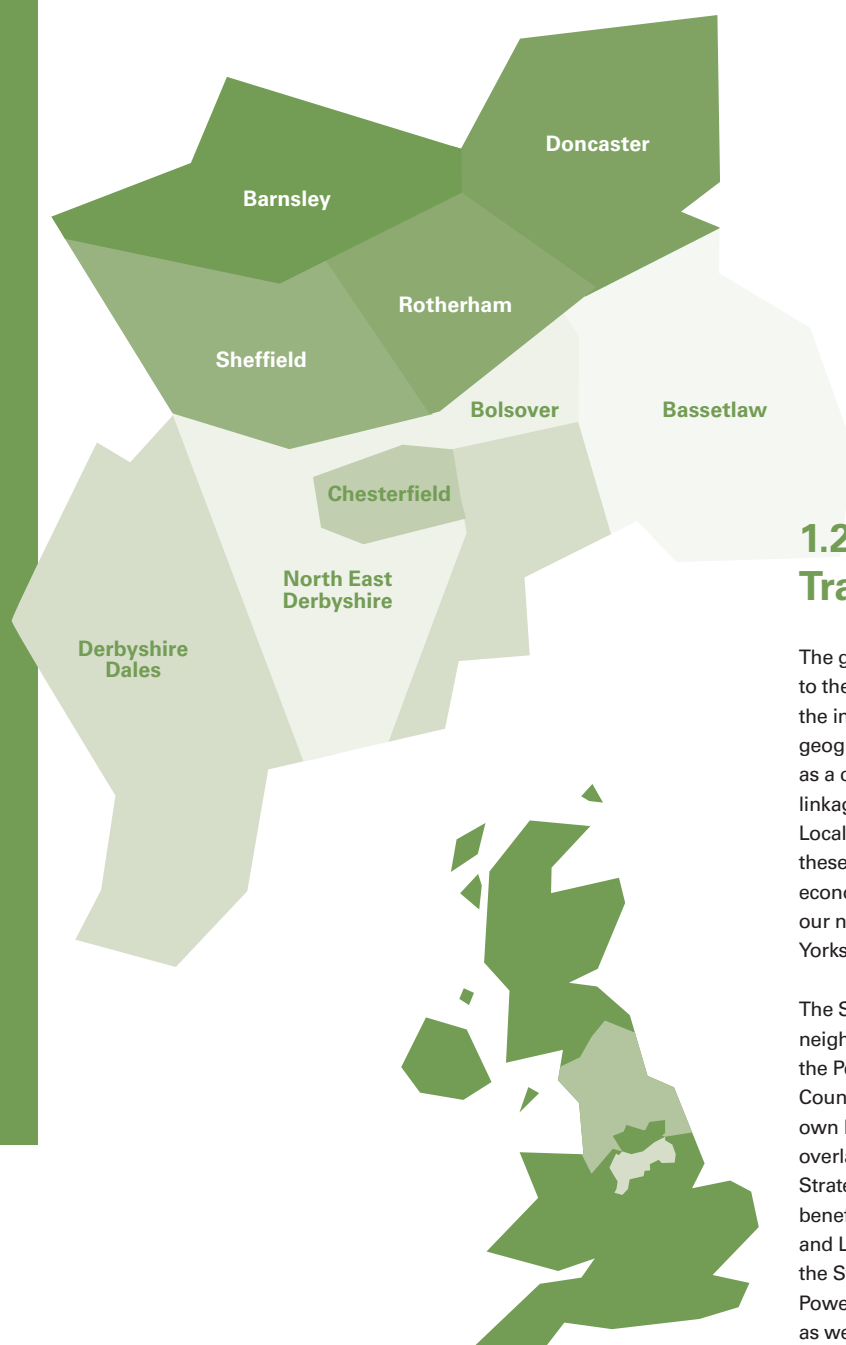 Doncaster
Barnsley
Rotherham
Sheffield
Bolsover
Bassetlaw
Chesterfield
North East
Derbyshire
Derbyshire
Dales
1.2
Tra
The g
to the
the in
geogr
as a c
linkag
Local
these
econo
our n
Yorks
The S
neigh
the Po
Coun
own
overla
Strate
benef
and L
the S
Powe
as we